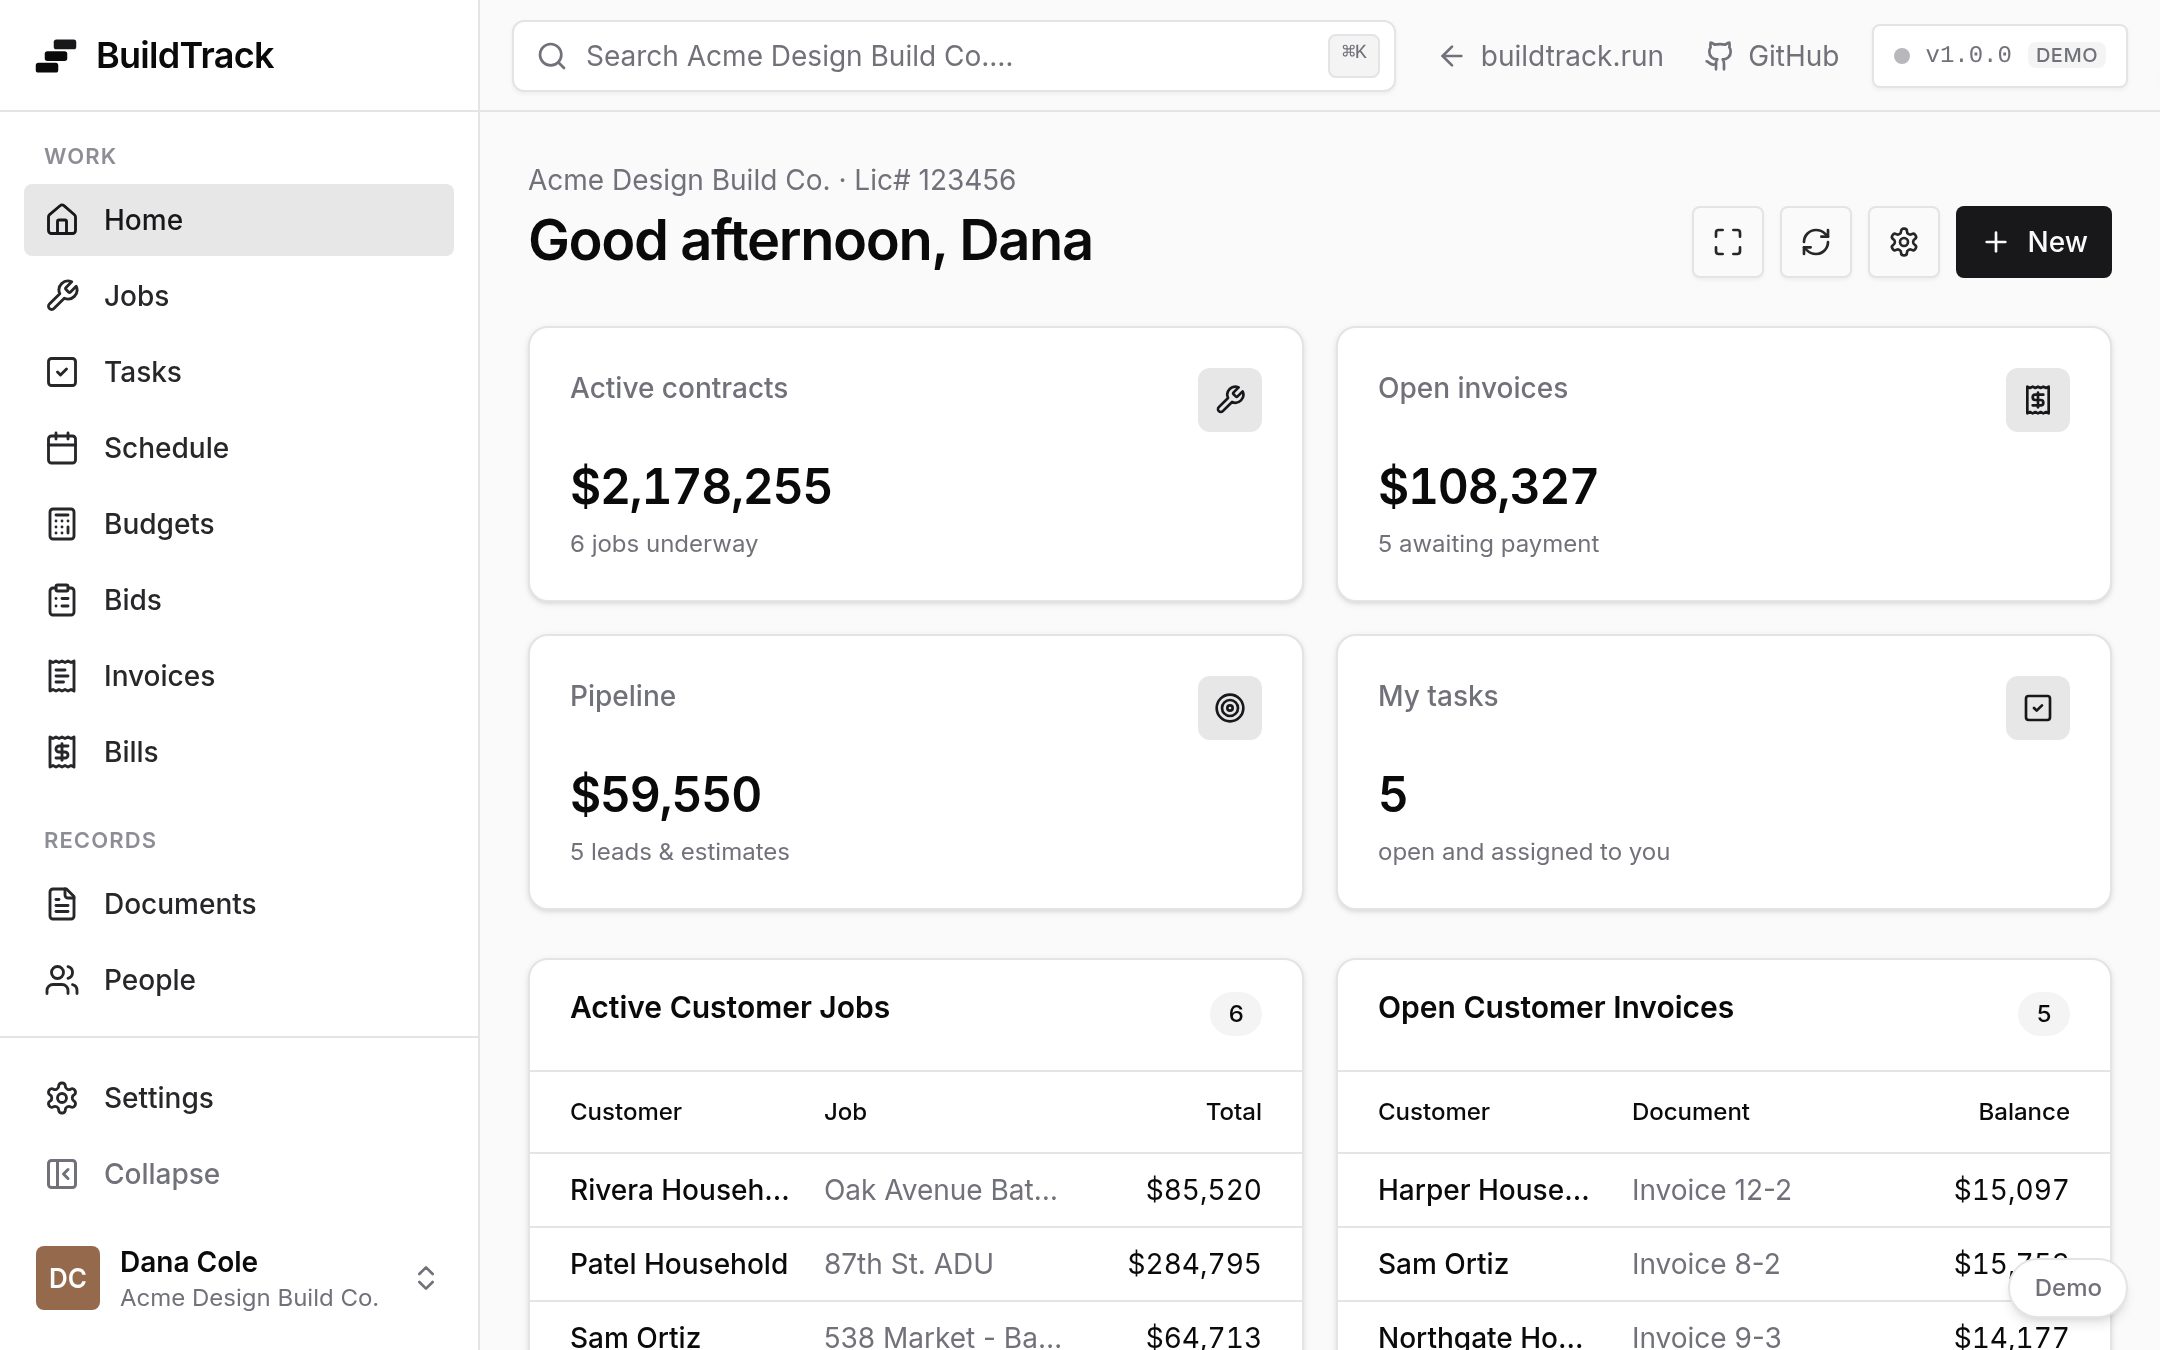 BuildTrack
Search Acme Design Build Co....
⌘K
buildtrack.run
GitHub
v1.0.0 DEMO
WORK
Home
Jobs
Tasks
Schedule
Budgets
Bids
Invoices
Bills
RECORDS
Documents
People
Settings
Collapse
DC
Dana Cole
Acme Design Build Co.
Acme Design Build Co. · Lic# 123456
Good afternoon, Dana
New
Active contracts
$2,178,255
6 jobs underway
Open invoices
$108,327
5 awaiting payment
Pipeline
$59,550
5 leads & estimates
My tasks
5
open and assigned to you
Active Customer Jobs 6
Customer Job Total
Rivera Househ... Oak Avenue Bat... $85,520
Patel Household 87th St. ADU $284,795
Sam Ortiz 538 Market - Ba... $64,713
Open Customer Invoices 5
Customer Document Balance
Harper House... Invoice 12-2 $15,097
Sam Ortiz Invoice 8-2
Northgate Ho... Invoice 9-3 $14,177
Demo